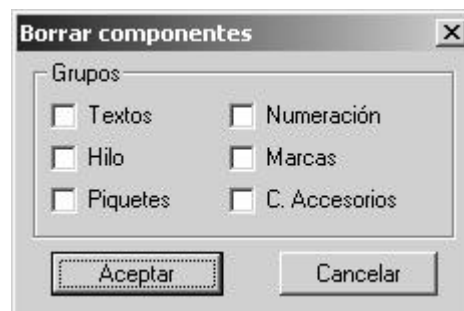 Borrar componentes
Grupos
Textos Numeración
Hilo Marcas
Piquetes C. Accesorios
Aceptar Cancelar